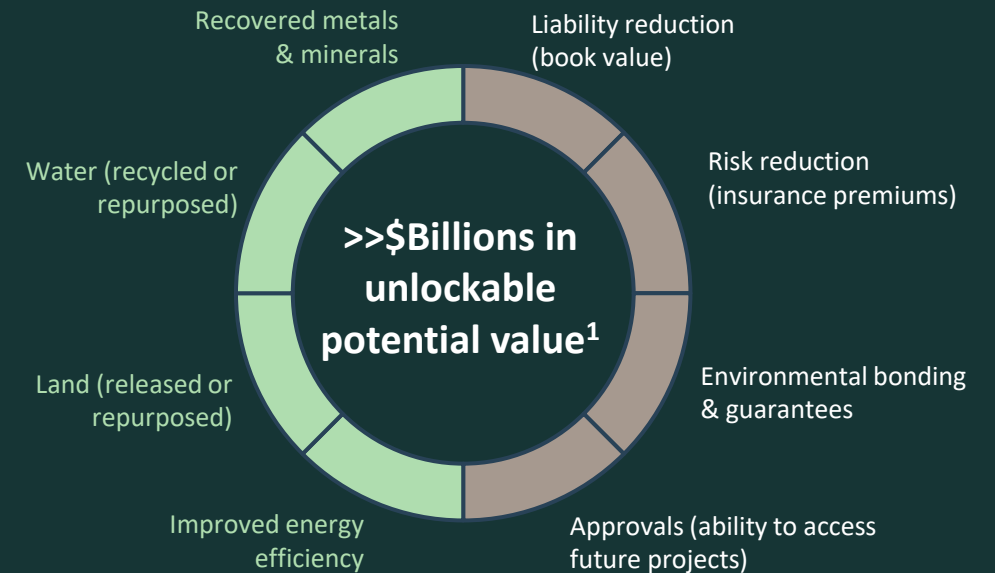 Recovered metals
& minerals
Liability reduction
(book value)
Water (recycled or
repurposed)
Risk reduction
(insurance premiums)
>>$Billions in
unlockable
potential value¹
Land (released or
repurposed)
Environmental bonding
& guarantees
Improved energy
efficiency
Approvals (ability to access
future projects)